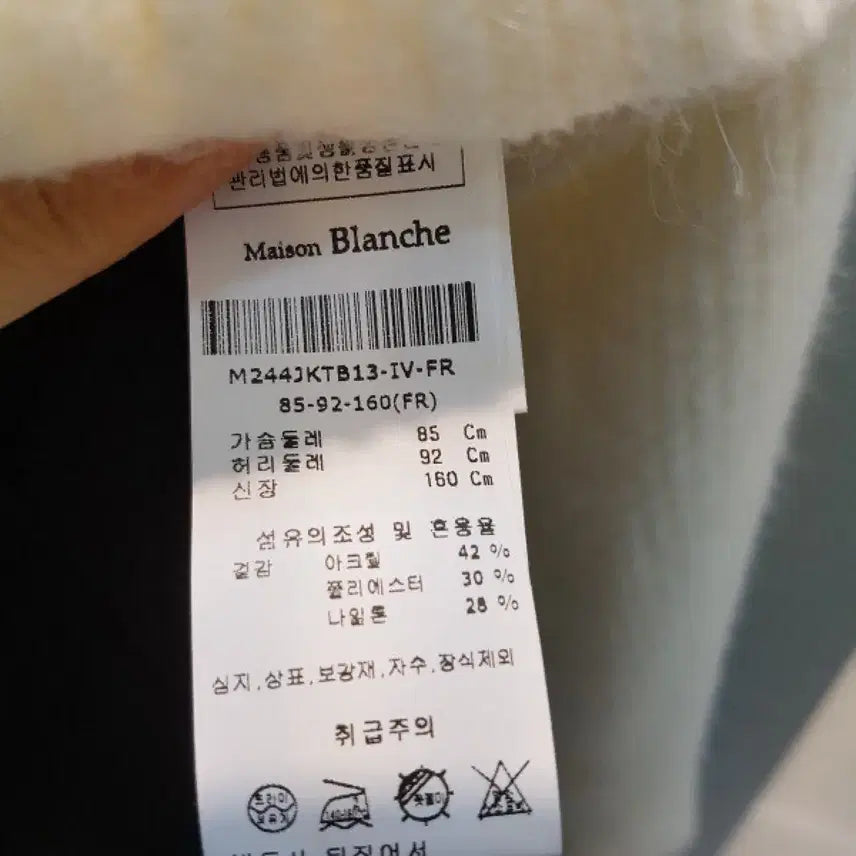 관리법에의한품질표시
Maison Blanche
M244JKTB13-IV-FR
85-92-160(FR)
가슴둘레 85 Cm
허리둘레 92 Cm
신장 160 Cm
섬유의조성 및 혼용율
겉감 아크릴 42 %
폴리에스터 30 %
나일론 28 %
심지,상표,보강재,자수,장식제외
취급주의
드라이